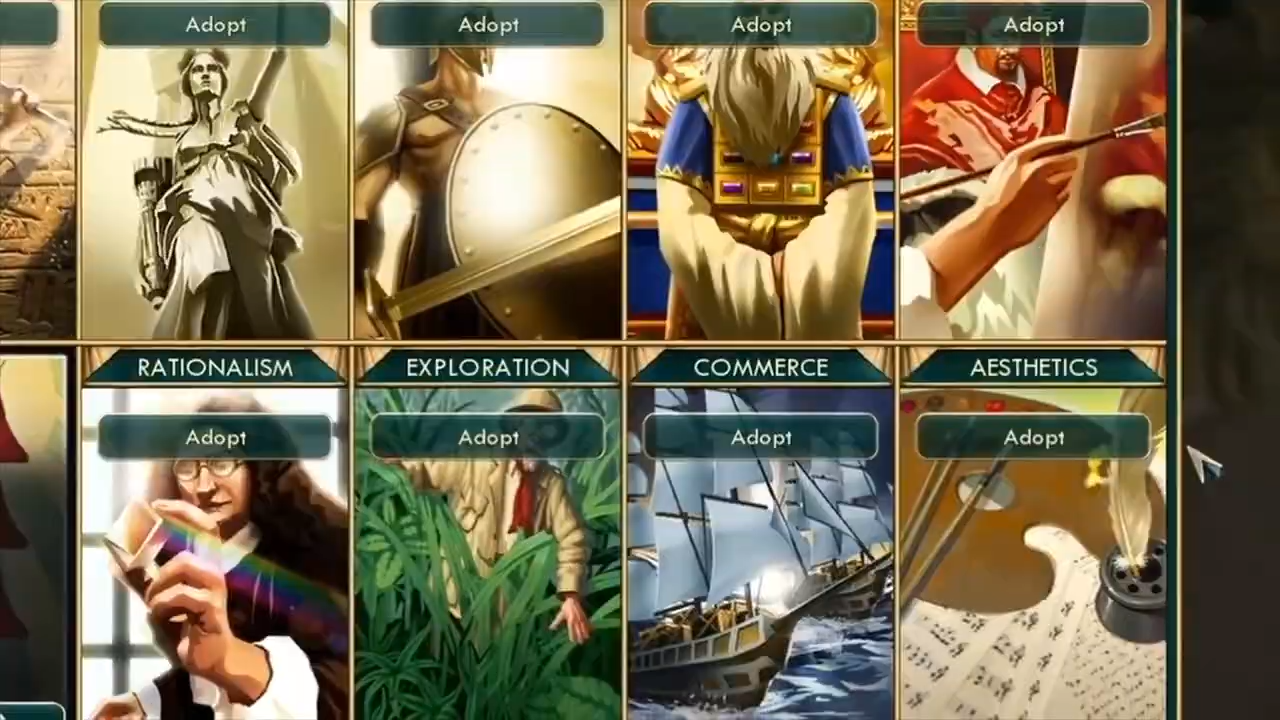 Adopt
Adopt
Adopt
Adopt
RATIONALISM
EXPLORATION
COMMERCE
AESTHETICS
Adopt
Adopt
Adopt
Adopt